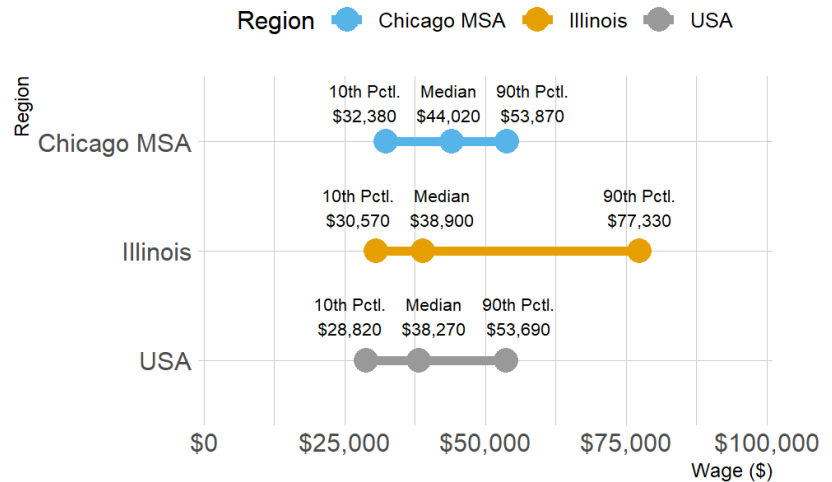 Region Chicago MSA Illinois USA
Region
10th Pctl. Median 90th Pctl.
$32,380 $44,020 $53,870
Chicago MSA
10th Pctl. Median 90th Pctl.
$30,570 $38,900 $77,330
Illinois
10th Pctl. Median 90th Pctl.
$28,820 $38,270 $53,690
USA
$0 $25,000 $50,000 $75,000 $100,000
Wage ($)